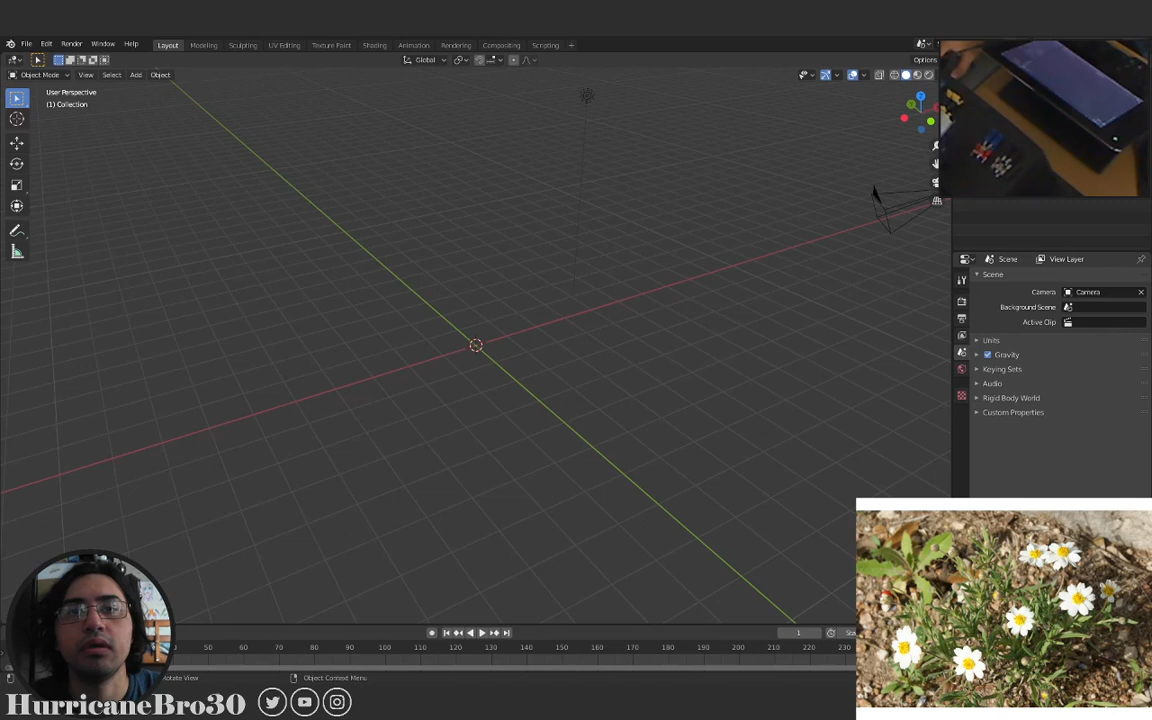 File Edit Render Window Help Layout Modeling Sculpting UV Editing Texture Paint Shading Animation Rendering Compositing Scripting +
Global Options
Object Mode View Select Add Object
User Perspective
(1) Collection
Z
Y
Scene View Layer
Scene
Camera Camera
Background Scene
Active Clip
Units
Gravity
Keying Sets
Audio
Rigid Body World
Custom Properties
1
50 60 70 80 90 100 110 120 130 140 150 160 170 180 190 200 210 220 230
Rotate View Object Context Menu
HurricaneBro30